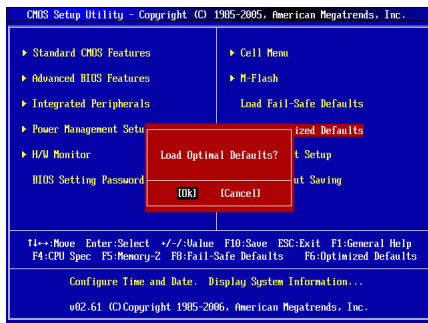 CMOS Setup Utility - Copyright (C) 1985-2005, American Megatrends, Inc.
▸ Standard CMOS Features
▸ Advanced BIOS Features
▸ Integrated Peripherals
▸ Power Management Setu
▸ H/W Monitor
BIOS Setting Password
▸ Cell Menu
▸ M-Flash
Load Fail-Safe Defaults
ized Defaults
t Setup
ut Saving
Load Optimal Defaults?
[Ok] [Cancel]
↑↓←→:Move Enter:Select +/-/:Value F10:Save ESC:Exit F1:General Help
F4:CPU Spec F5:Memory-Z F8:Fail-Safe Defaults F6:Optimized Defaults
Configure Time and Date. Display System Information...
v02.61 (C)Copyright 1985-2006, American Megatrends, Inc.